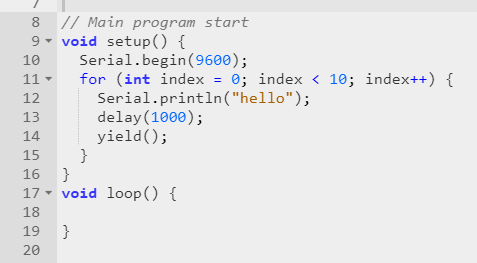 7
8 // Main program start
9 void setup() {
10   Serial.begin(9600);
11   for (int index = 0; index < 10; index++) {
12     Serial.println("hello");
13     delay(1000);
14     yield();
15   }
16 }
17 void loop() {
18
19 }
20